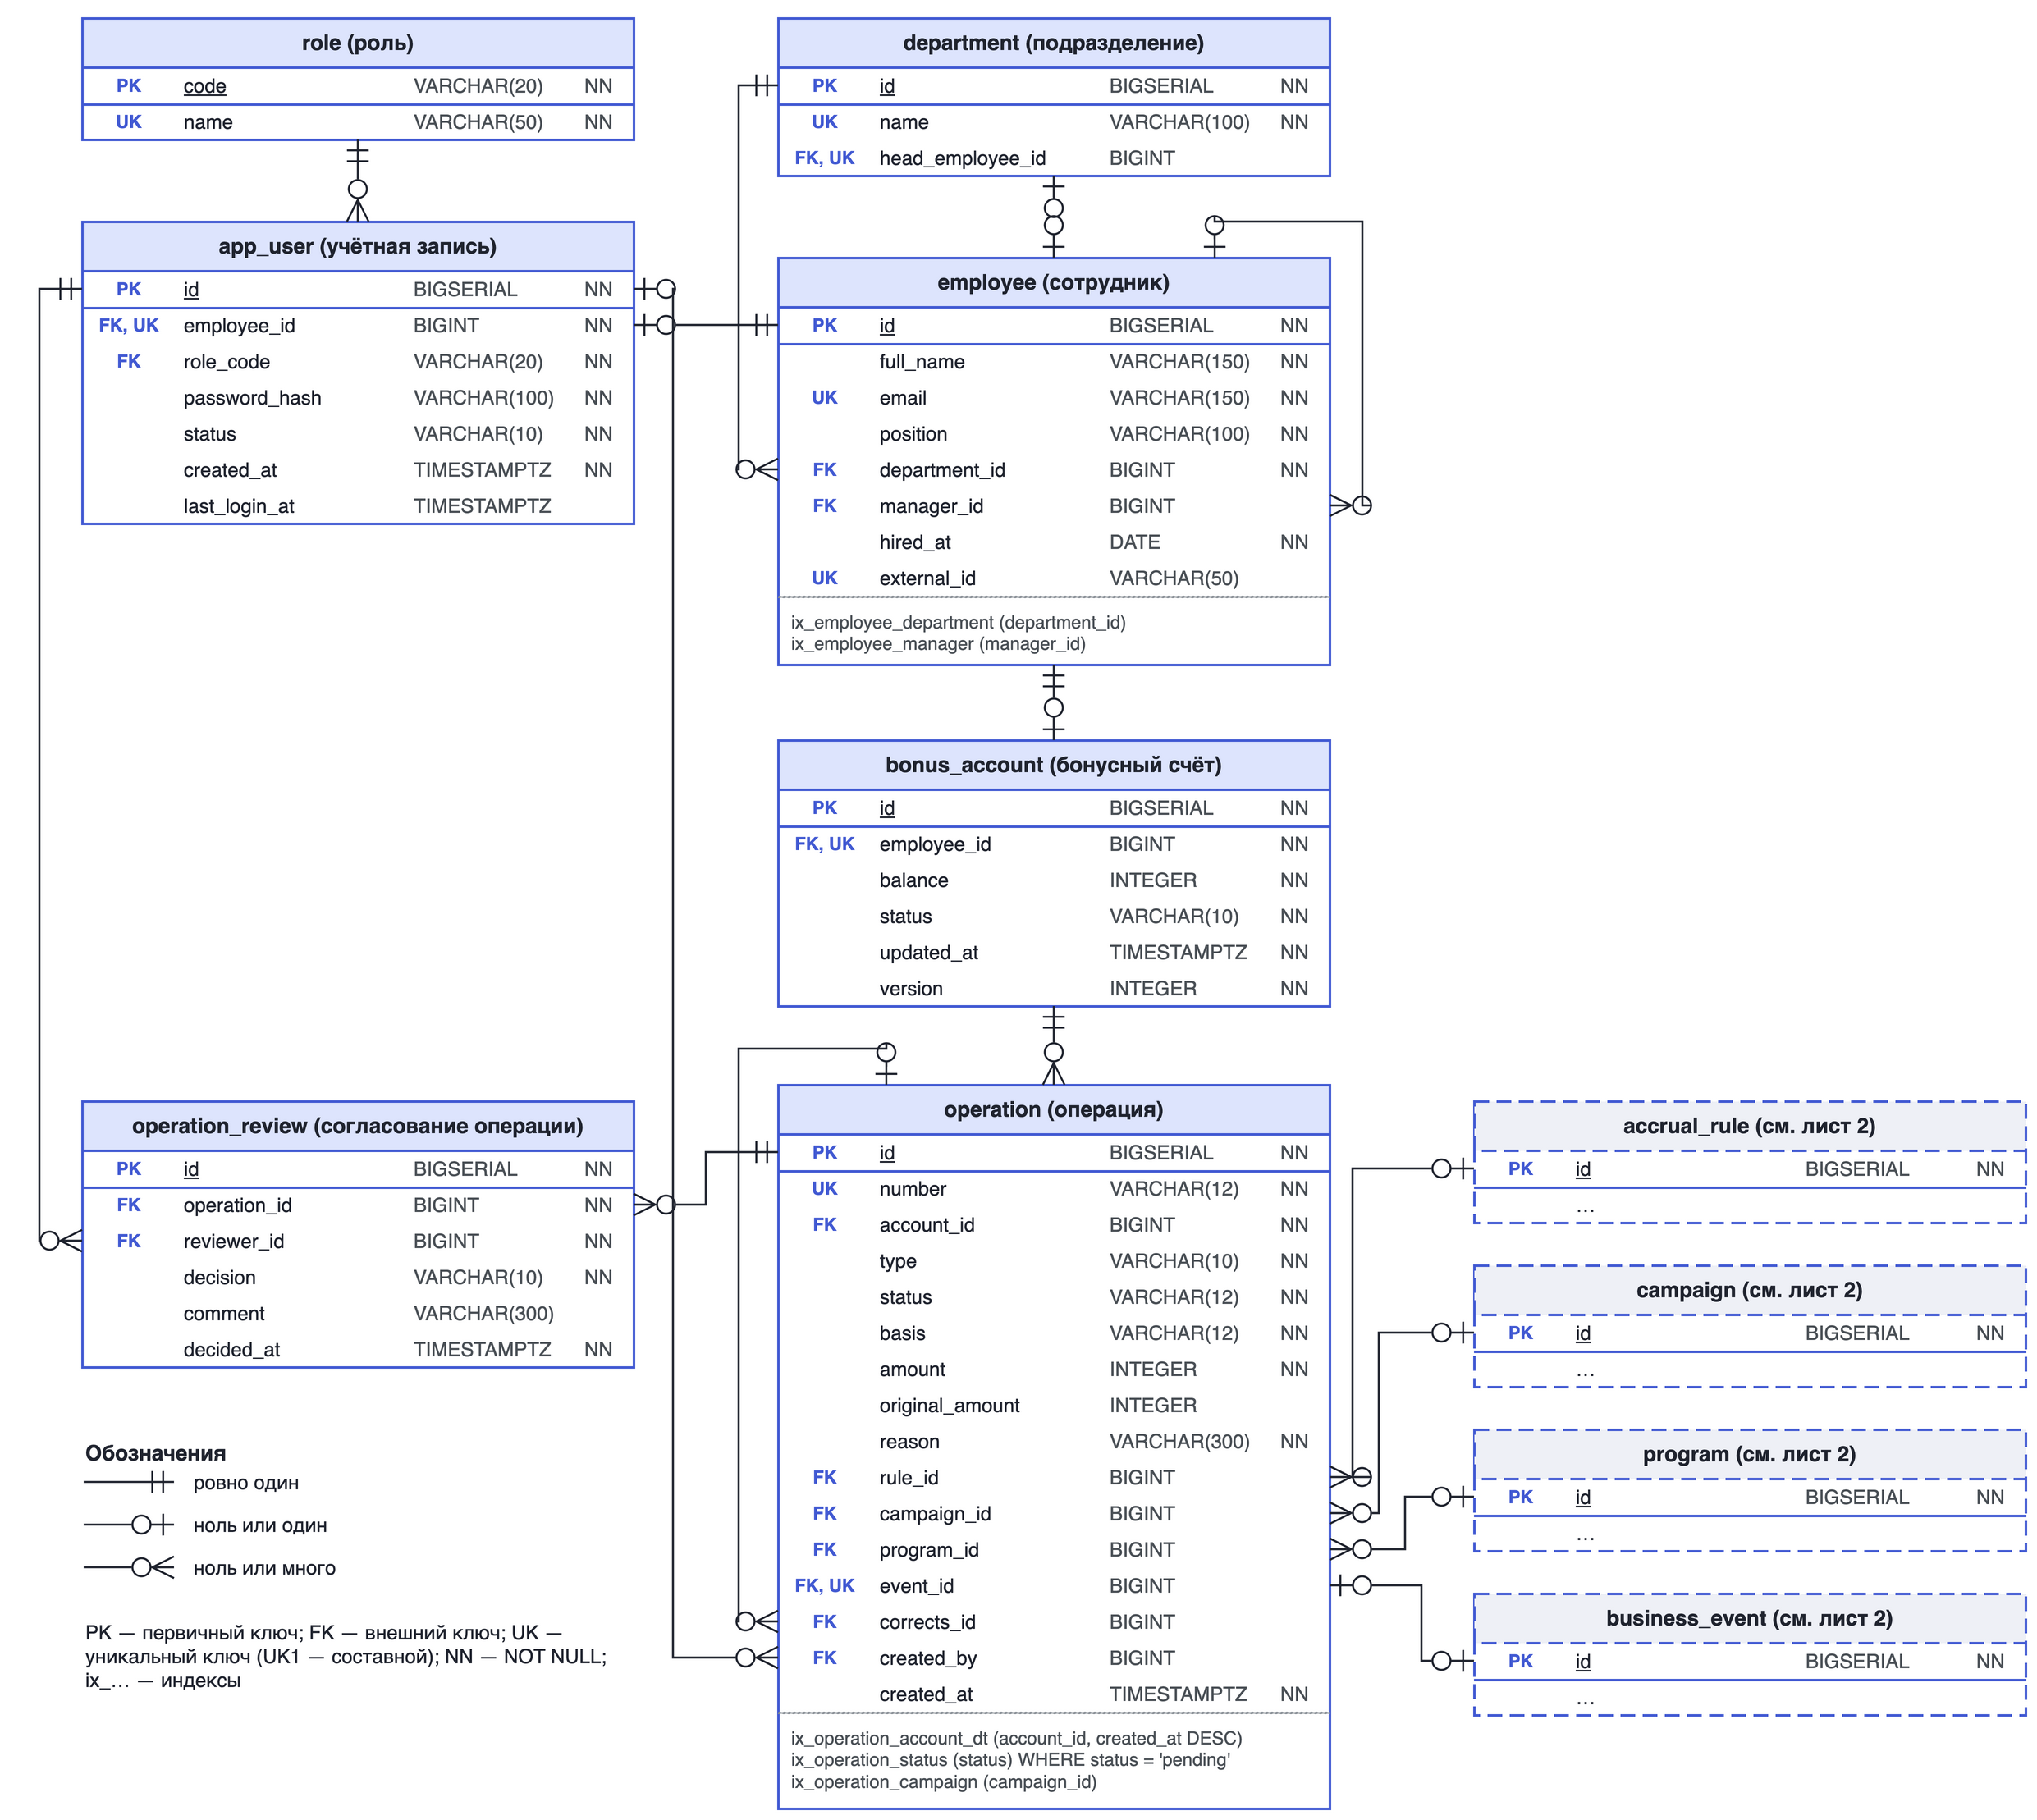 role (роль)
PK code VARCHAR(20) NN
UK name VARCHAR(50) NN
department (подразделение)
PK id BIGSERIAL NN
UK name VARCHAR(100) NN
FK, UK head_employee_id BIGINT
app_user (учётная запись)
PK id BIGSERIAL NN
FK, UK employee_id BIGINT NN
FK role_code VARCHAR(20) NN
password_hash VARCHAR(100) NN
status VARCHAR(10) NN
created_at TIMESTAMPTZ NN
last_login_at TIMESTAMPTZ
employee (сотрудник)
PK id BIGSERIAL NN
full_name VARCHAR(150) NN
UK email VARCHAR(150) NN
position VARCHAR(100) NN
FK department_id BIGINT NN
FK manager_id BIGINT
hired_at DATE NN
UK external_id VARCHAR(50)
ix_employee_department (department_id)
ix_employee_manager (manager_id)
bonus_account (бонусный счёт)
PK id BIGSERIAL NN
FK, UK employee_id BIGINT NN
balance INTEGER NN
status VARCHAR(10) NN
updated_at TIMESTAMPTZ NN
version INTEGER NN
operation_review (согласование операции)
PK id BIGSERIAL NN
FK operation_id BIGINT NN
FK reviewer_id BIGINT NN
decision VARCHAR(10) NN
comment VARCHAR(300)
decided_at TIMESTAMPTZ NN
operation (операция)
PK id BIGSERIAL NN
UK number VARCHAR(12) NN
FK account_id BIGINT NN
type VARCHAR(10) NN
status VARCHAR(12) NN
basis VARCHAR(12) NN
amount INTEGER NN
original_amount INTEGER
reason VARCHAR(300) NN
FK rule_id BIGINT
FK campaign_id BIGINT
FK program_id BIGINT
FK, UK event_id BIGINT
FK corrects_id BIGINT
FK created_by BIGINT
created_at TIMESTAMPTZ NN
ix_operation_account_dt (account_id, created_at DESC)
ix_operation_status (status) WHERE status = 'pending'
ix_operation_campaign (campaign_id)
accrual_rule (см. лист 2)
PK id BIGSERIAL NN
...
campaign (см. лист 2)
PK id BIGSERIAL NN
...
program (см. лист 2)
PK id BIGSERIAL NN
...
business_event (см. лист 2)
PK id BIGSERIAL NN
...
Обозначения
ровно один
ноль или один
ноль или много
PK — первичный ключ; FK — внешний ключ; UK —
уникальный ключ (UK1 — составной); NN — NOT NULL;
ix_… — индексы